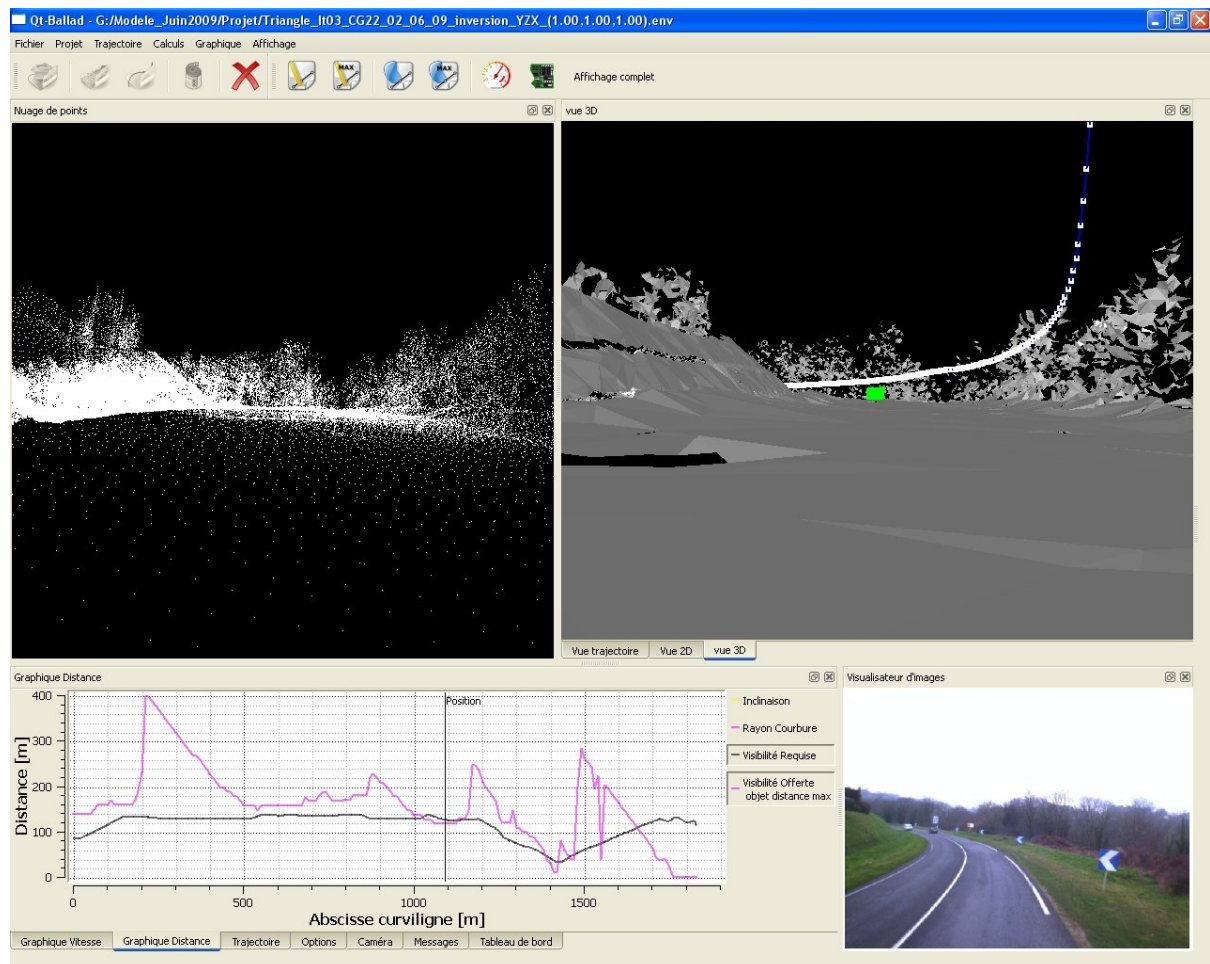 Qt-Ballad - G:/Modele_Juin2009/Projet/Triangle_It03_CG22_02_06_09_inversion_YZX_(1.00,1.00,1.00).env
Fichier Projet Trajectoire Calculs Graphique Affichage
MAX MAX Affichage complet
Nuage de points
vue 3D
Vue trajectoire Vue 2D vue 3D
Graphique Distance
Visualisateur d'images
400
300
200
100
0
Distance [m]
Position
Inclinaison
Rayon Courbure
Visibilité Requise
Visibilité Offerte
objet distance max
0 500 1000 1500
Abscisse curviligne [m]
Graphique Vitesse Graphique Distance Trajectoire Options Caméra Messages Tableau de bord